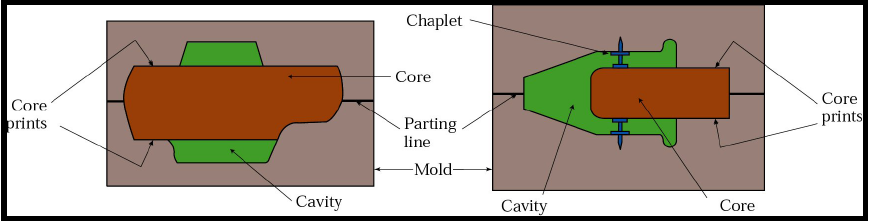 Chaplet
Core
prints
Core
Parting
line
Mold
Cavity
Core
prints
Cavity
Core